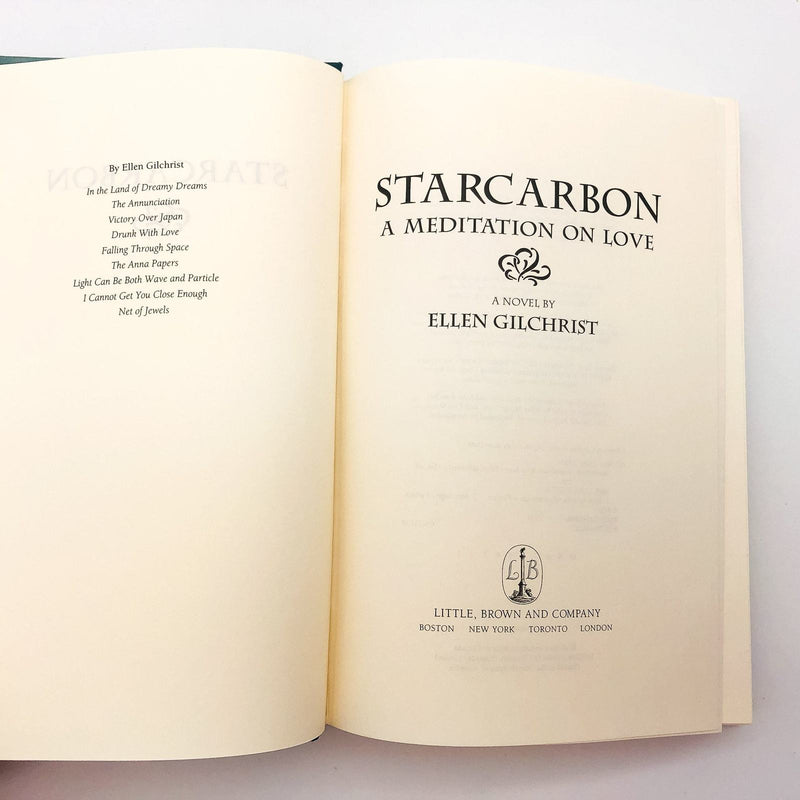 By Ellen Gilchrist
In the Land of Dreamy Dreams
The Annunciation
Victory Over Japan
Drunk With Love
Falling Through Space
The Anna Papers
Light Can Be Both Wave and Particle
I Cannot Get You Close Enough
Net of Jewels
STARCARBON
A MEDITATION ON LOVE
A NOVEL BY
ELLEN GILCHRIST
L B
LITTLE, BROWN AND COMPANY
BOSTON NEW YORK TORONTO LONDON